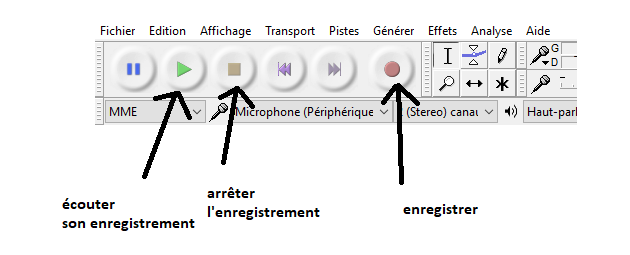 Fichier Edition Affichage Transport Pistes Générer Effets Analyse Aide
G
D
MME Microphone (Périphérique (Stereo) canau Haut-parl
écouter
son enregistrement
arrêter
l'enregistrement
enregistrer